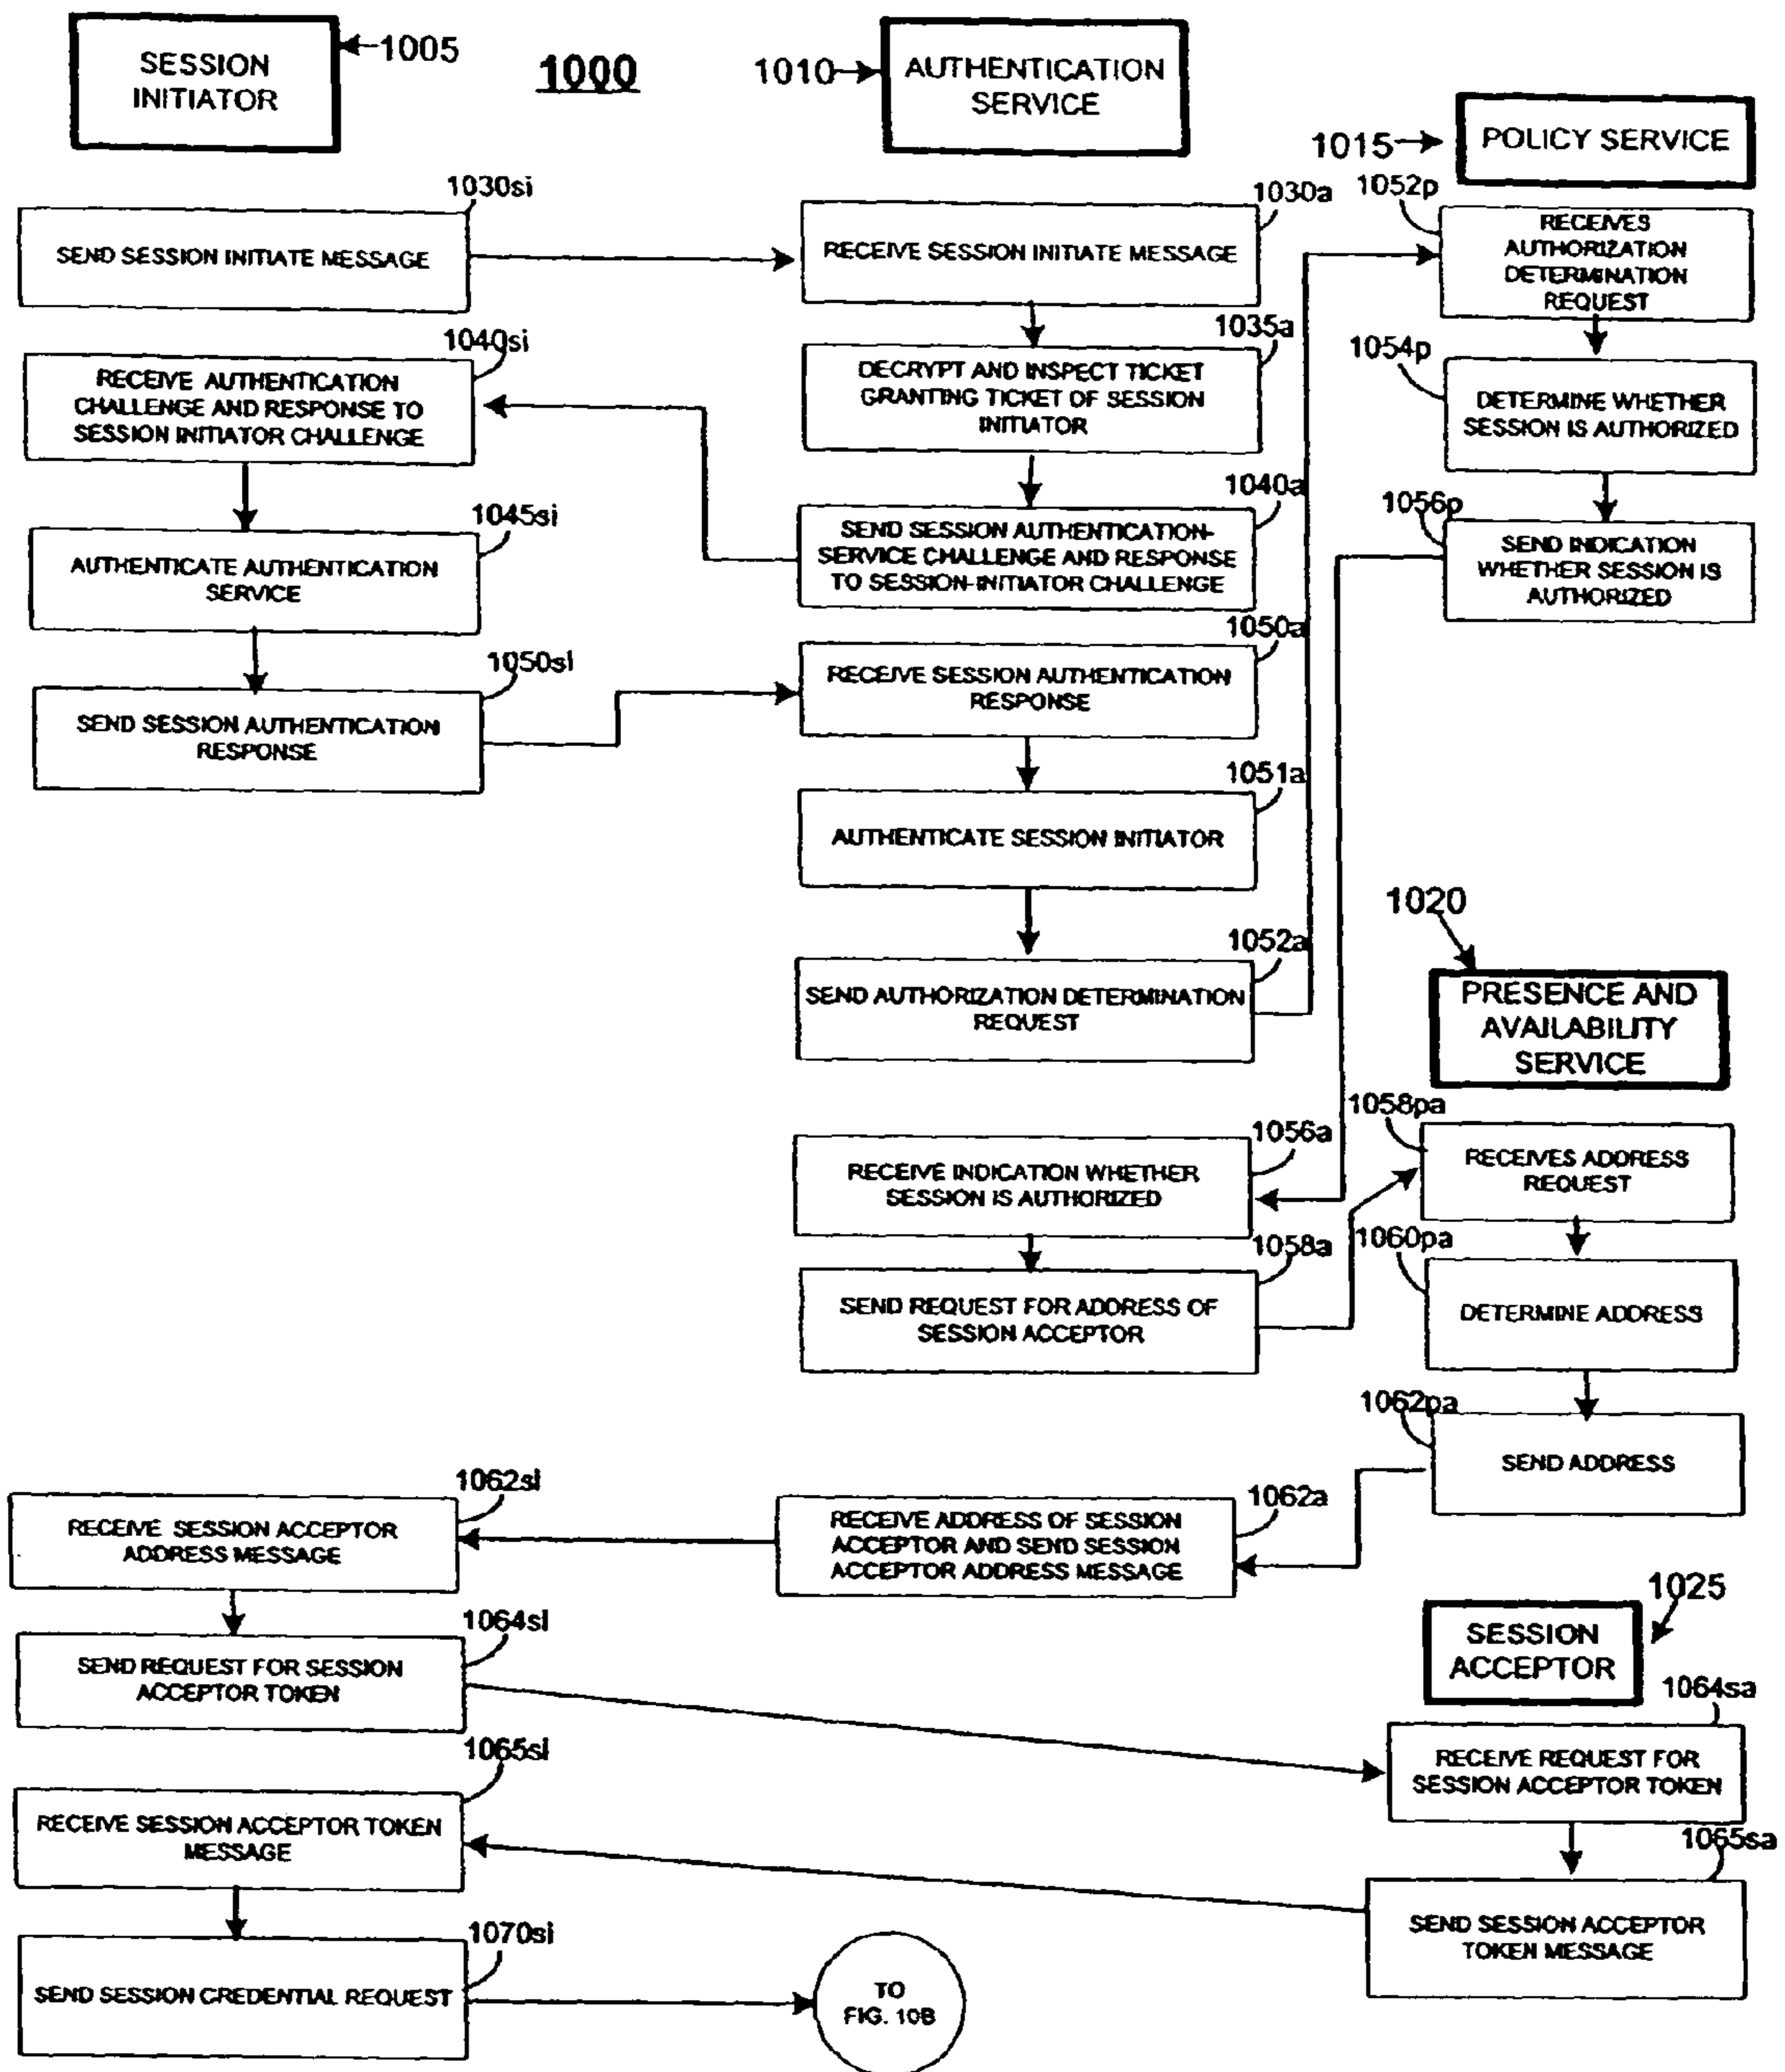 SESSION
INITIATOR
1005
1000
1010
AUTHENTICATION
SERVICE
1015
POLICY SERVICE
1030si
SEND SESSION INITIATE MESSAGE
1030a
RECEIVE SESSION INITIATE MESSAGE
1052p
RECEIVES
AUTHORIZATION
DETERMINATION
REQUEST
1035a
DECRYPT AND INSPECT TICKET
GRANTING TICKET OF SESSION
INITIATOR
1040si
RECEIVE AUTHENTICATION
CHALLENGE AND RESPONSE TO
SESSION INITIATOR CHALLENGE
1054p
DETERMINE WHETHER
SESSION IS AUTHORIZED
1040a
SEND SESSION AUTHENTICATION-
SERVICE CHALLENGE AND RESPONSE
TO SESSION-INITIATOR CHALLENGE
1056p
SEND INDICATION
WHETHER SESSION IS
AUTHORIZED
1045si
AUTHENTICATE AUTHENTICATION
SERVICE
1050a
RECEIVE SESSION AUTHENTICATION
RESPONSE
1050si
SEND SESSION AUTHENTICATION
RESPONSE
1051a
AUTHENTICATE SESSION INITIATOR
1052a
SEND AUTHORIZATION DETERMINATION
REQUEST
1020
PRESENCE AND
AVAILABILITY
SERVICE
1056a
RECEIVE INDICATION WHETHER
SESSION IS AUTHORIZED
1058pa
RECEIVES ADDRESS
REQUEST
1058a
SEND REQUEST FOR ADDRESS OF
SESSION ACCEPTOR
1060pa
DETERMINE ADDRESS
1062pa
SEND ADDRESS
1062si
RECEIVE SESSION ACCEPTOR
ADDRESS MESSAGE
1062a
RECEIVE ADDRESS OF SESSION
ACCEPTOR AND SEND SESSION
ACCEPTOR ADDRESS MESSAGE
1025
SESSION
ACCEPTOR
1064si
SEND REQUEST FOR SESSION
ACCEPTOR TOKEN
1064sa
RECEIVE REQUEST FOR
SESSION ACCEPTOR TOKEN
1065si
RECEIVE SESSION ACCEPTOR TOKEN
MESSAGE
1065sa
SEND SESSION ACCEPTOR
TOKEN MESSAGE
1070si
SEND SESSION CREDENTIAL REQUEST
TO
FIG. 10B